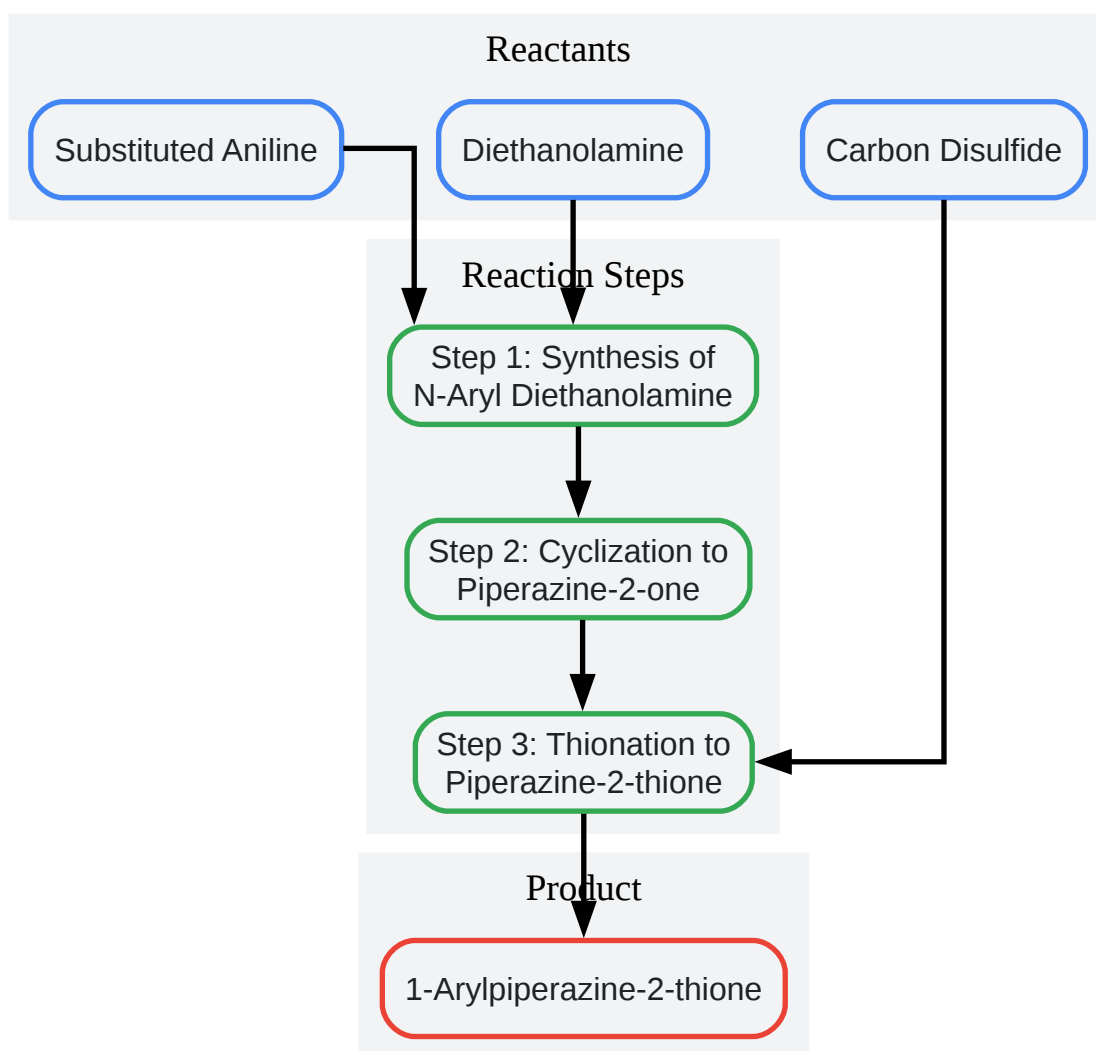 Reactants
Substituted Aniline
Diethanolamine
Carbon Disulfide
Reaction Steps
Step 1: Synthesis of
N-Aryl Diethanolamine
Step 2: Cyclization to
Piperazine-2-one
Step 3: Thionation to
Piperazine-2-thione
Product
1-Arylpiperazine-2-thione